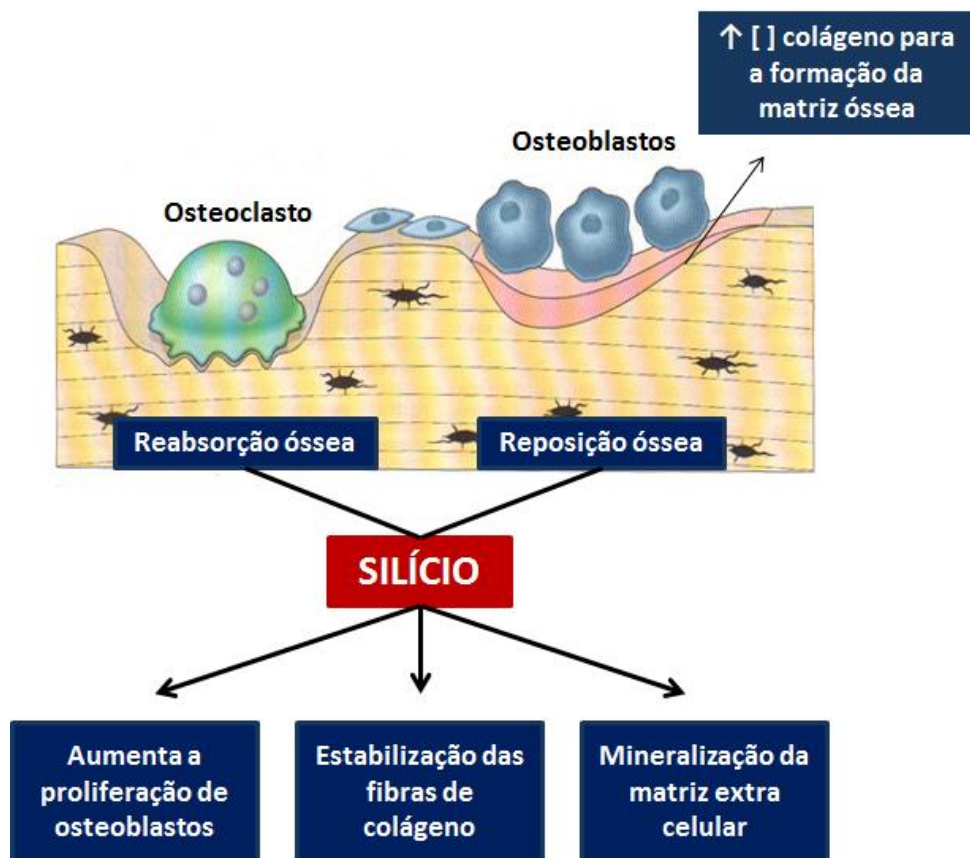 ↑ [ ] colágeno para
a formação da
matriz óssea
Osteoblastos
Osteoclasto
Reabsorção óssea
Reposição óssea
SILÍCIO
Aumenta a
proliferação de
osteoblastos
Estabilização das
fibras de
colágeno
Mineralização da
matriz extra
celular